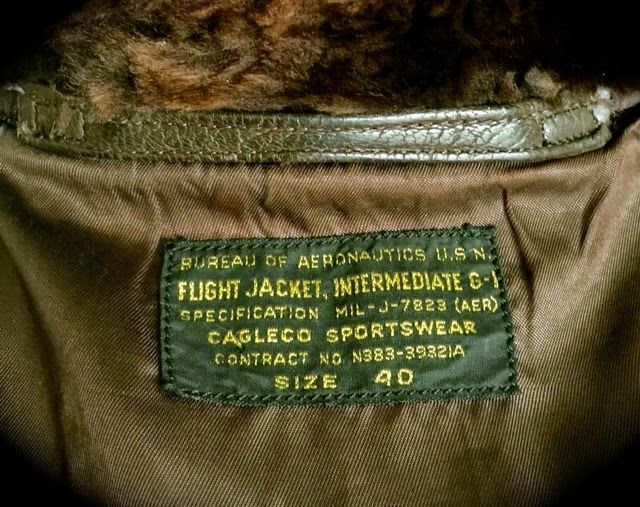 BUREAU OF AERONAUTICS U.S.N.
FLIGHT JACKET, INTERMEDIATE G-1
SPECIFICATION MIL-J-7823 (AER)
CAGLECO SPORTSWEAR
CONTRACT NO N383-39321A
SIZE 40